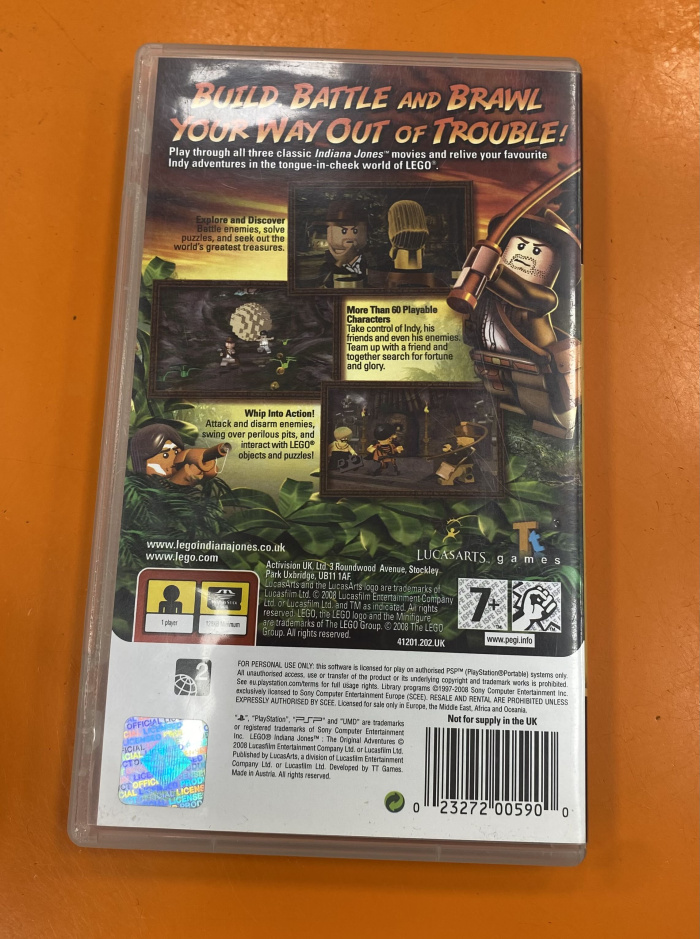 BUILD, BATTLE AND BRAWL
YOUR WAY OUT OF TROUBLE!
Play through all three classic Indiana Jones™ movies and relive your favourite
Indy adventures in the tongue-in-cheek world of LEGO®.
Explore and Discover
Battle enemies, solve
puzzles, and seek out the
world's greatest treasures.
More Than 60 Playable
Characters
Take control of Indy, his
friends and even his enemies.
Team up with a friend and
together search for fortune
and glory.
Whip Into Action!
Attack and disarm enemies,
swing over perilous pits, and
interact with LEGO®
objects and puzzles!
www.legoindianajones.co.uk
www.lego.com
LUCASARTS
Tt
games
Activision UK, Ltd. 3 Roundwood Avenue, Stockley
Park Uxbridge, UB11 1AF
LucasArts and the LucasArts logo are trademarks of
Lucasfilm Ltd. © 2008 Lucasfilm Entertainment Company
Ltd. or Lucasfilm Ltd. and TM as indicated. All rights
reserved. LEGO, the LEGO logo and the Minifigure
are trademarks of The LEGO Group. © 2008 The LEGO
Group. All rights reserved.
41201.202.UK
1 player
7+
www.pegi.info
2
FOR PERSONAL USE ONLY: this software is licensed for play on authorised PSP™ (PlayStation®Portable) systems only.
All unauthorised access, use or transfer of the product or its underlying copyright and trademark works is prohibited.
See eu.playstation.com/terms for full usage rights. Library programs ©1997-2008 Sony Computer Entertainment Inc.
exclusively licensed to Sony Computer Entertainment Europe (SCEE). RESALE AND RENTAL ARE PROHIBITED UNLESS
EXPRESSLY AUTHORISED BY SCEE. Licensed for sale only in Europe, the Middle East, Africa and Oceania.
"PlayStation", "PSP" and "UMD" are trademarks
or registered trademarks of Sony Computer Entertainment
Inc. LEGO® Indiana Jones™ : The Original Adventures ©
2008 Lucasfilm Entertainment Company Ltd. or Lucasfilm Ltd.
Published by LucasArts, a division of Lucasfilm Entertainment
Company Ltd. or Lucasfilm Ltd. Developed by TT Games.
Made in Austria. All rights reserved.
Not for supply in the UK
0 23272 00590 0